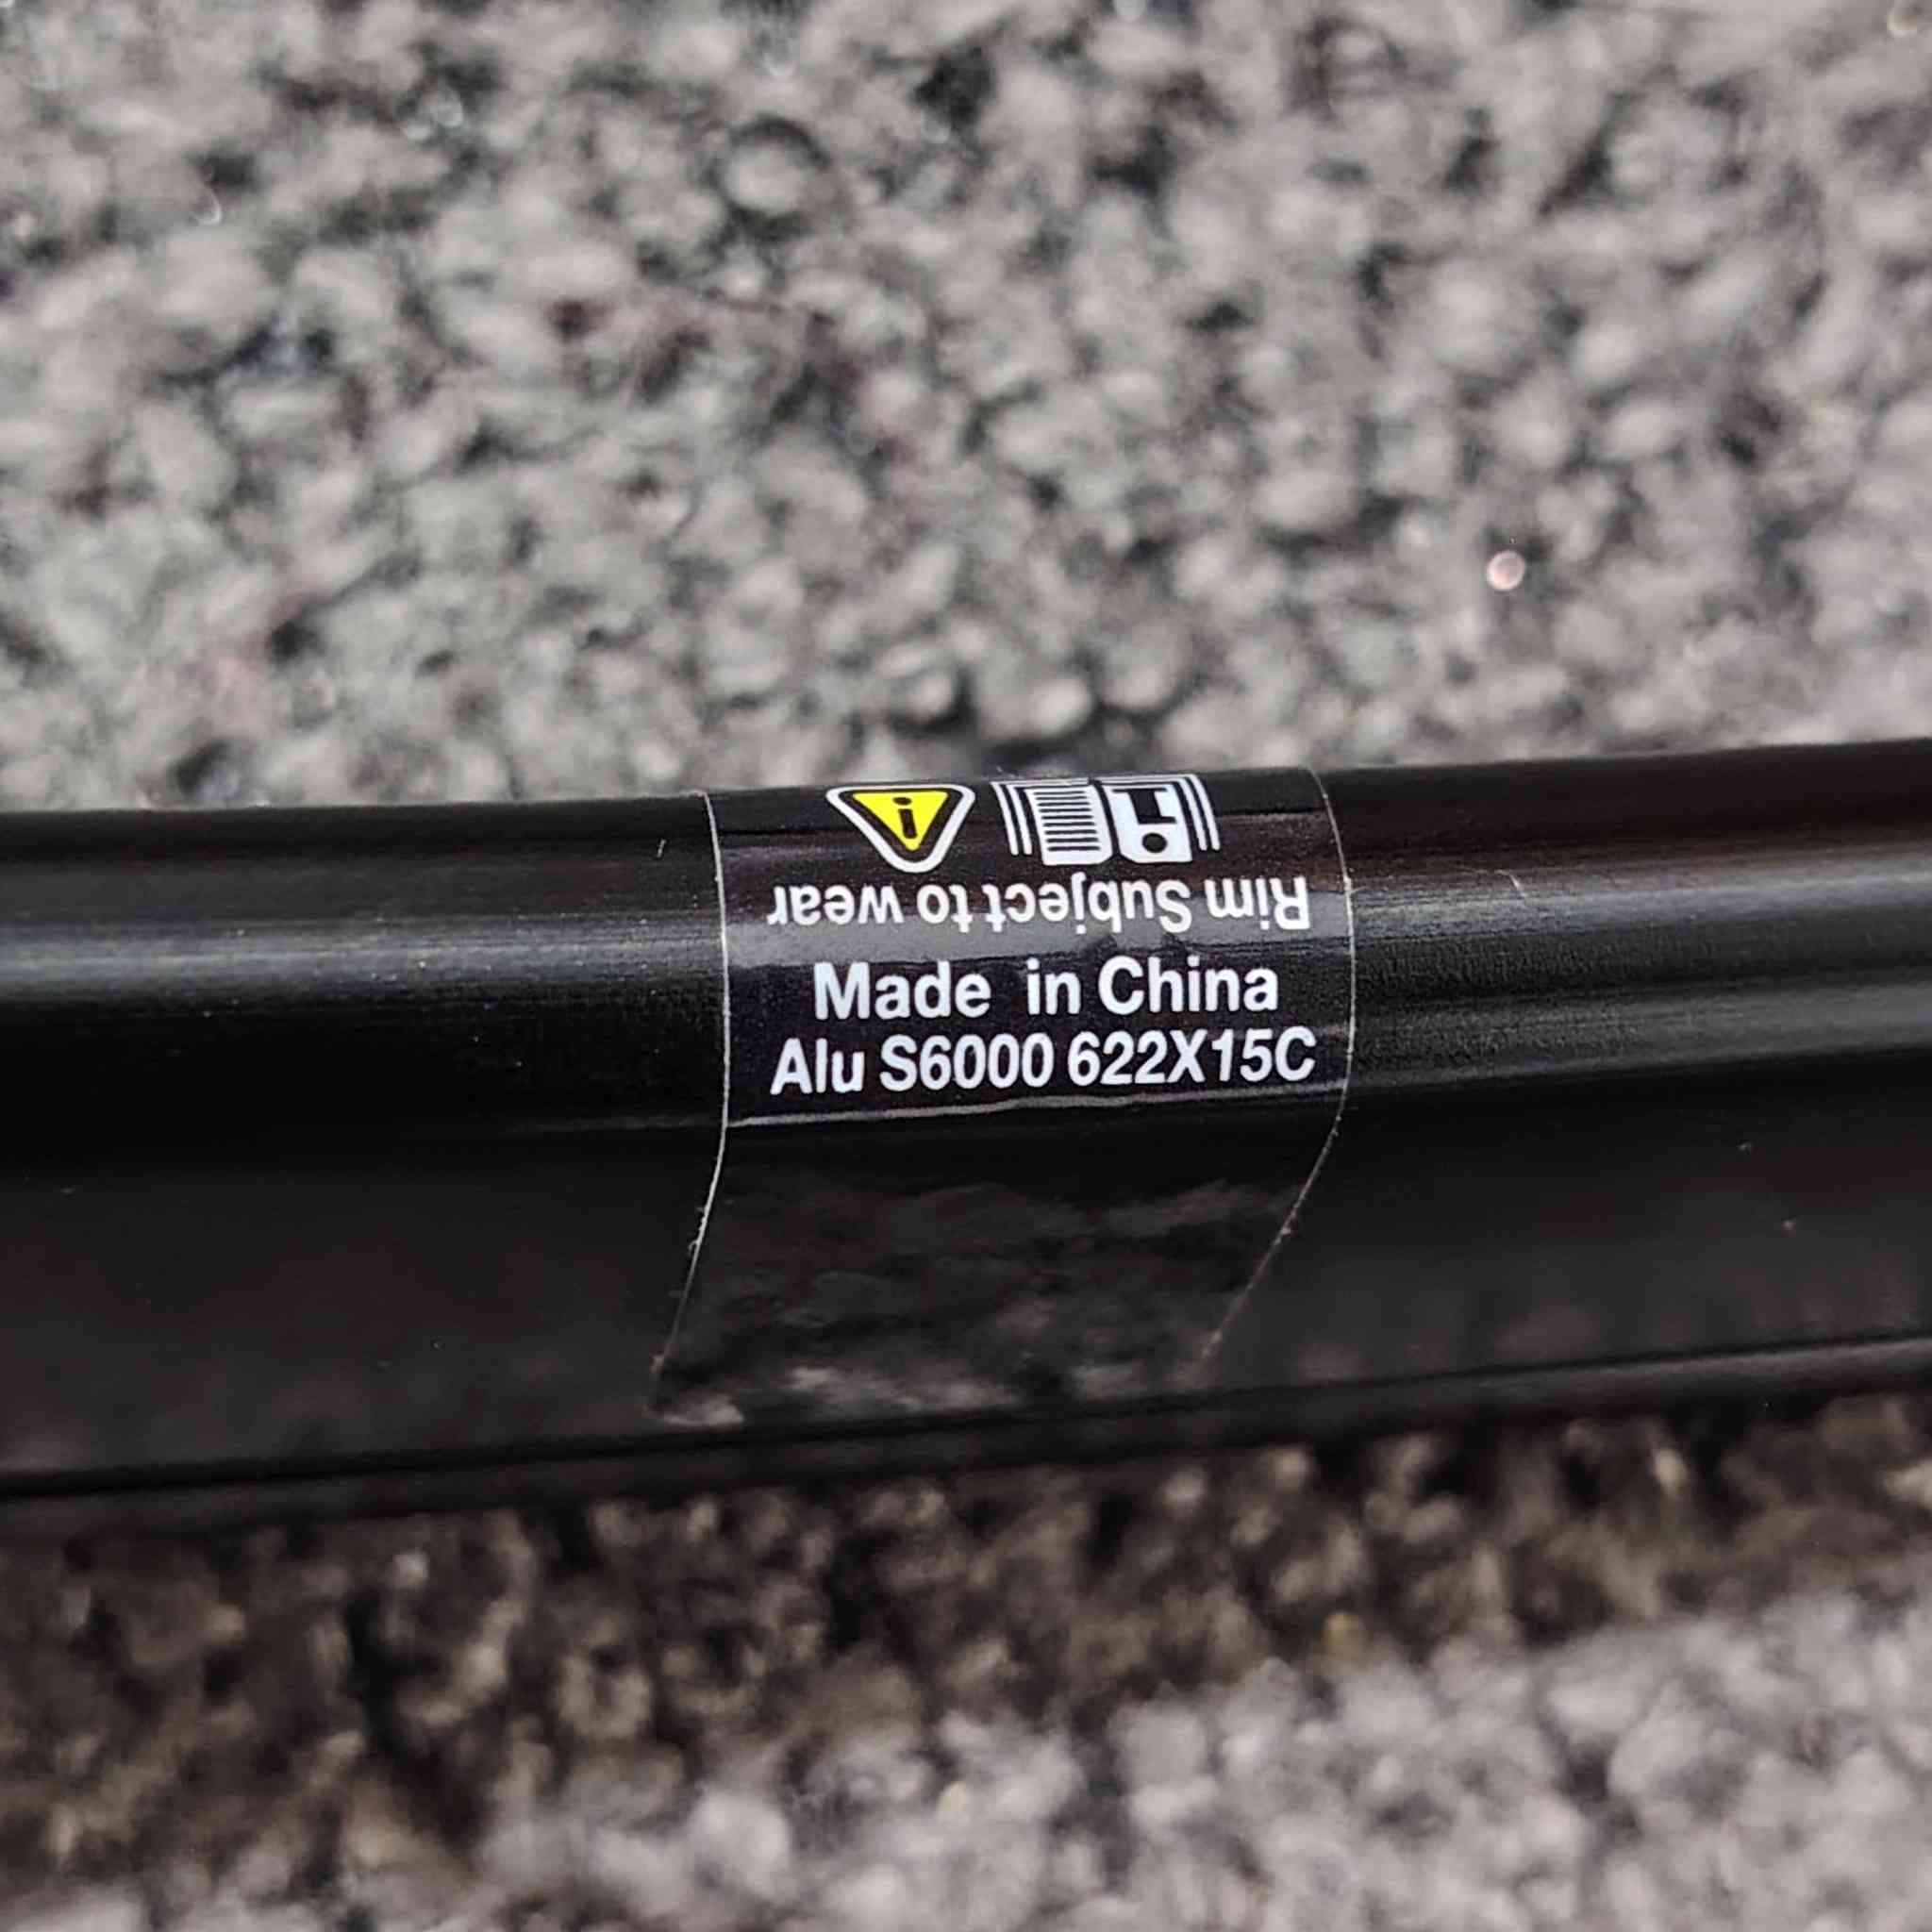 Rim Subject to wear
Made in China
Alu S6000 622X15C